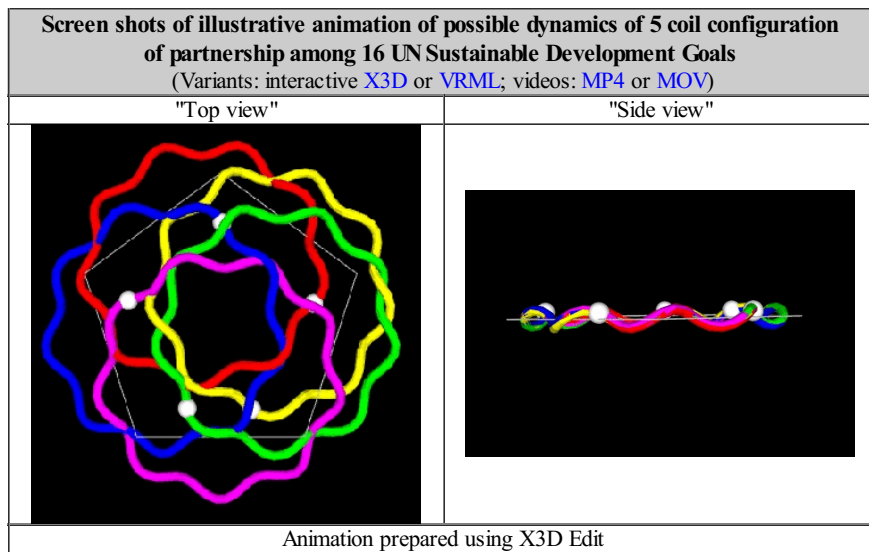 Screen shots of illustrative animation of possible dynamics of 5 coil configuration
of partnership among 16 UN Sustainable Development Goals
(Variants: interactive X3D or VRML; videos: MP4 or MOV)
"Top view" "Side view"
Animation prepared using X3D Edit